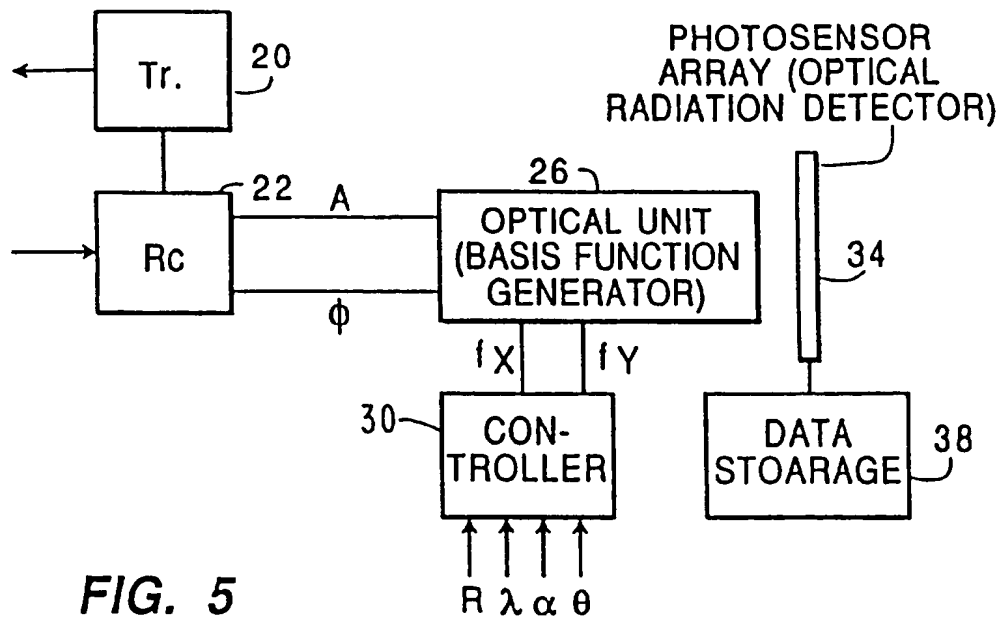 Tr.
20
PHOTOSENSOR
ARRAY (OPTICAL
RADIATION DETECTOR)
22
Rc
A
ϕ
26
OPTICAL UNIT
(BASIS FUNCTION
GENERATOR)
34
fX fY
30
CON-
TROLLER
DATA
STOARAGE
38
R λ α θ
FIG. 5